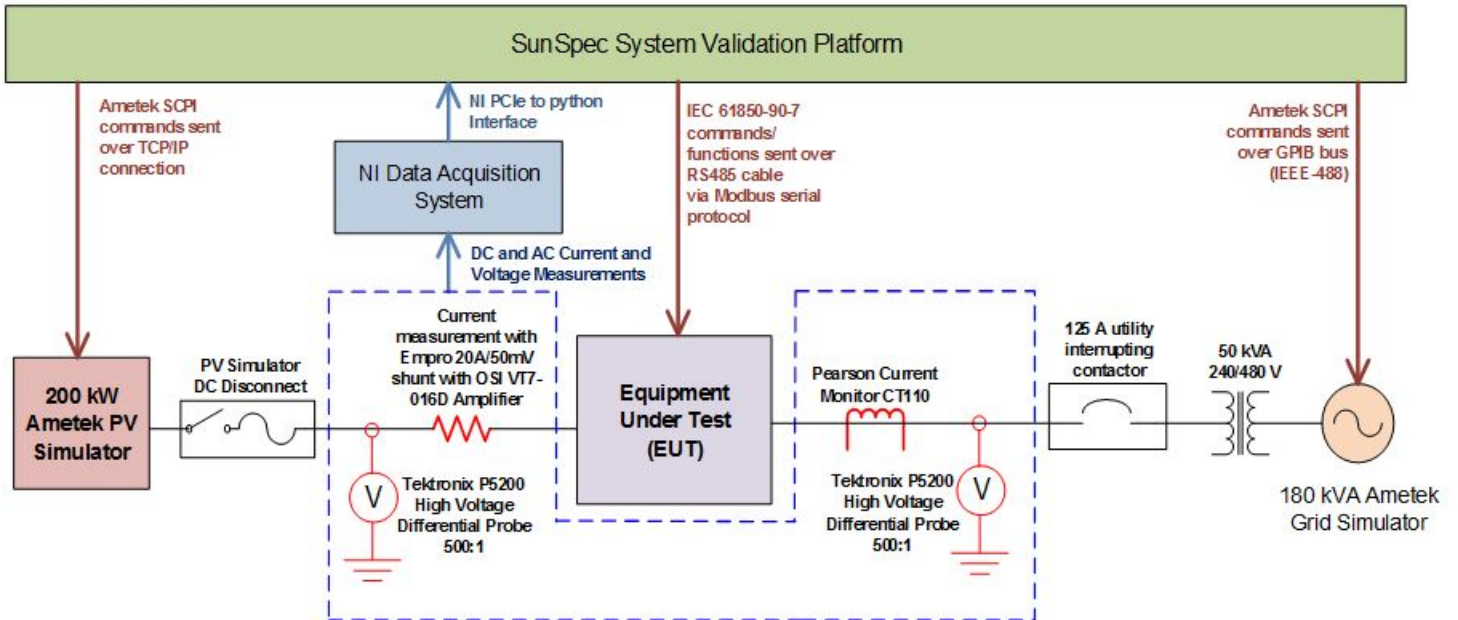 SunSpec System Validation Platform
Ametek SCPI
commands sent
over TCP/IP
connection
NI PCIe to python
Interface
NI Data Acquisition
System
DC and AC Current and
Voltage Measurements
IEC 61850-90-7
commands/
functions sent over
RS485 cable
via Modbus serial
protocol
Ametek SCPI
commands sent
over GPIB bus
(IEEE-488)
200 kW
Ametek PV
Simulator
PV Simulator
DC Disconnect
Current
measurement with
Empro 20A/50mV
shunt with OSI VT7-
016D Amplifier
V
Tektronix P5200
High Voltage
Differential Probe
500:1
Equipment
Under Test
(EUT)
Pearson Current
Monitor CT110
Tektronix P5200
High Voltage
Differential Probe
500:1
V
125 A utility
interrupting
contactor
50 kVA
240/480 V
180 kVA Ametek
Grid Simulator